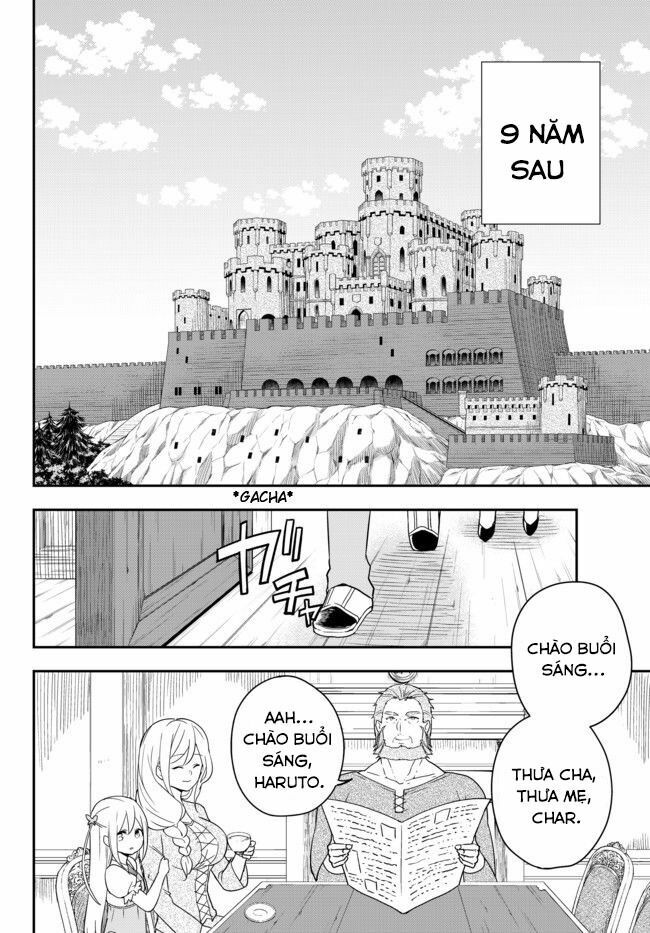 9 NĂM
SAU
*GACHA*
ガチャ
CHÀO BUỔI
SÁNG...
THƯA CHA,
THƯA MẸ,
CHAR.
AAH...
CHÀO BUỔI
SÁNG,
HARUTO.